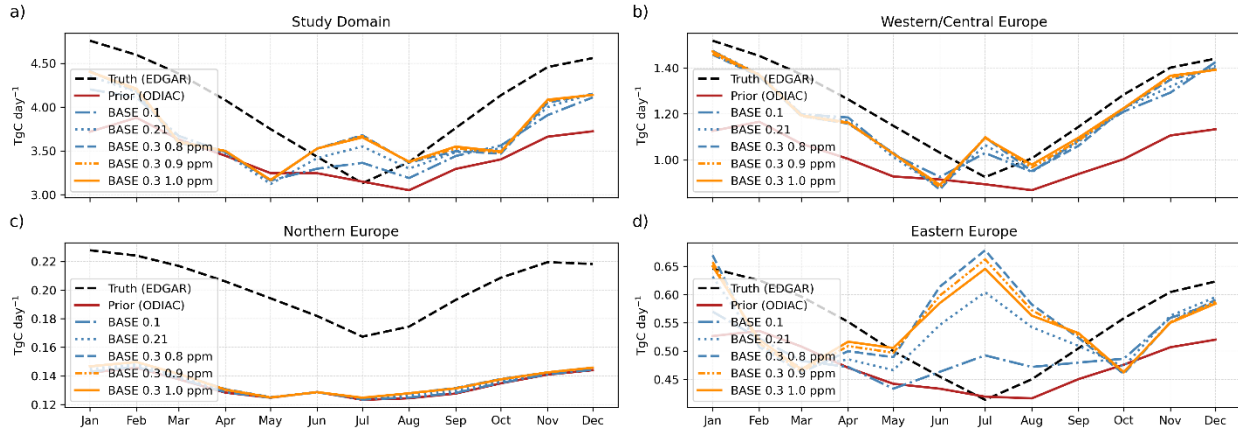 a)
Study Domain
TgC day⁻¹
4.50
4.00
3.50
3.00
Truth (EDGAR)
Prior (ODIAC)
BASE 0.1
BASE 0.21
BASE 0.3 0.8 ppm
BASE 0.3 0.9 ppm
BASE 0.3 1.0 ppm
b)
Western/Central Europe
TgC day⁻¹
1.40
1.20
1.00
Truth (EDGAR)
Prior (ODIAC)
BASE 0.1
BASE 0.21
BASE 0.3 0.8 ppm
BASE 0.3 0.9 ppm
BASE 0.3 1.0 ppm
c)
Northern Europe
TgC day⁻¹
0.22
0.20
0.18
0.16
0.14
0.12
Truth (EDGAR)
Prior (ODIAC)
BASE 0.1
BASE 0.21
BASE 0.3 0.8 ppm
BASE 0.3 0.9 ppm
BASE 0.3 1.0 ppm
Jan Feb Mar Apr May Jun Jul Aug Sep Oct Nov Dec
d)
Eastern Europe
TgC day⁻¹
0.65
0.60
0.55
0.50
0.45
Truth (EDGAR)
Prior (ODIAC)
BASE 0.1
BASE 0.21
BASE 0.3 0.8 ppm
BASE 0.3 0.9 ppm
BASE 0.3 1.0 ppm
Jan Feb Mar Apr May Jun Jul Aug Sep Oct Nov Dec